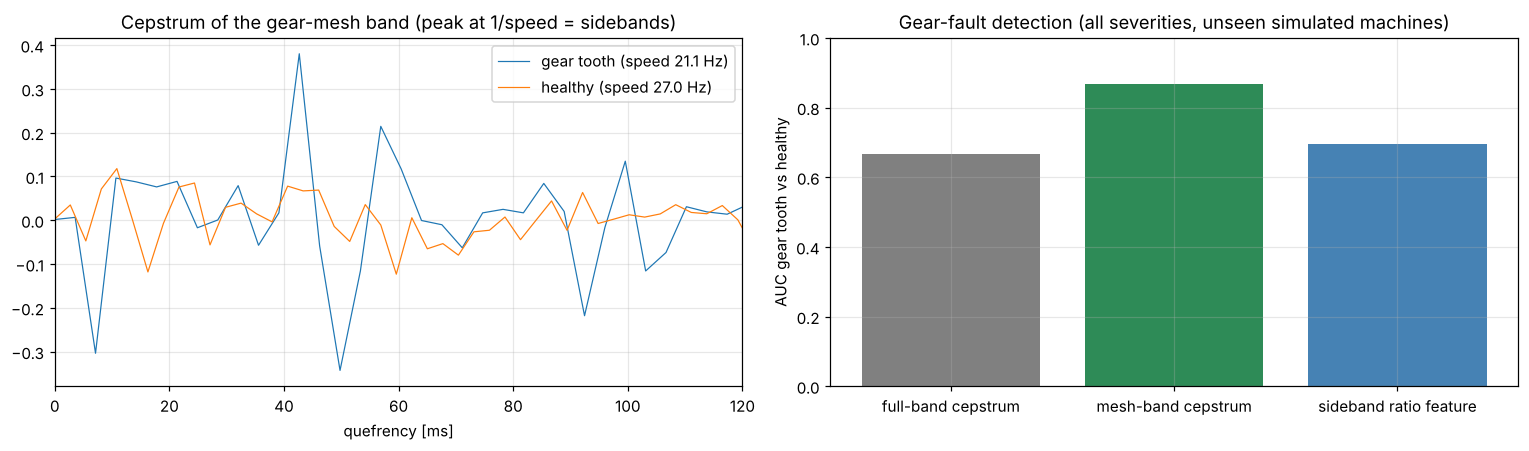 Cepstrum of the gear-mesh band (peak at 1/speed = sidebands)
0.4
0.3
0.2
0.1
0.0
−0.1
−0.2
−0.3
gear tooth (speed 21.1 Hz)
healthy (speed 27.0 Hz)
0 20 40 60 80 100 120
quefrency [ms]
Gear-fault detection (all severities, unseen simulated machines)
AUC gear tooth vs healthy
1.0
0.8
0.6
0.4
0.2
0.0
full-band cepstrum mesh-band cepstrum sideband ratio feature